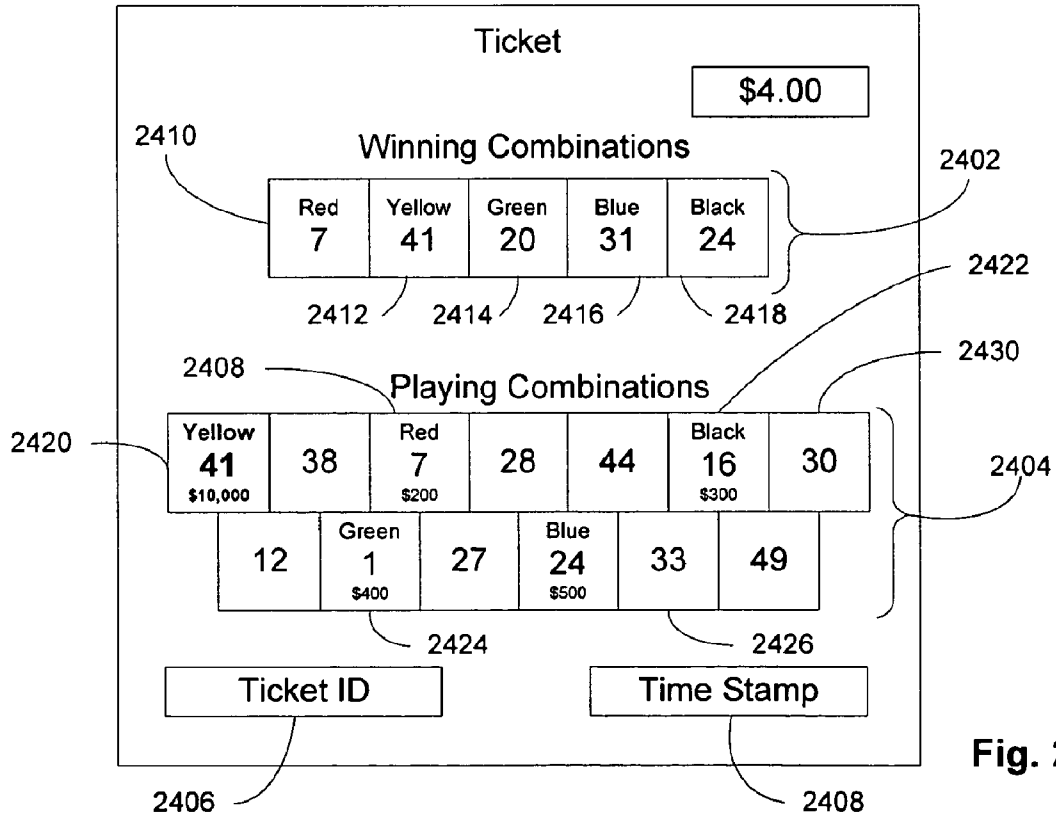 Ticket
$4.00
2410
Winning Combinations
2402
Red Yellow Green Blue Black
7 41 20 31 24
2422
2412 2414 2416 2418
2408
2430
Playing Combinations
2420
Yellow Red Black
41 38 7 28 44 16 30
$10,000 $200 $300
2404
Green Blue
12 1 27 24 33 49
$400 $500
2424 2426
Ticket ID Time Stamp
Fig.
2406 2408